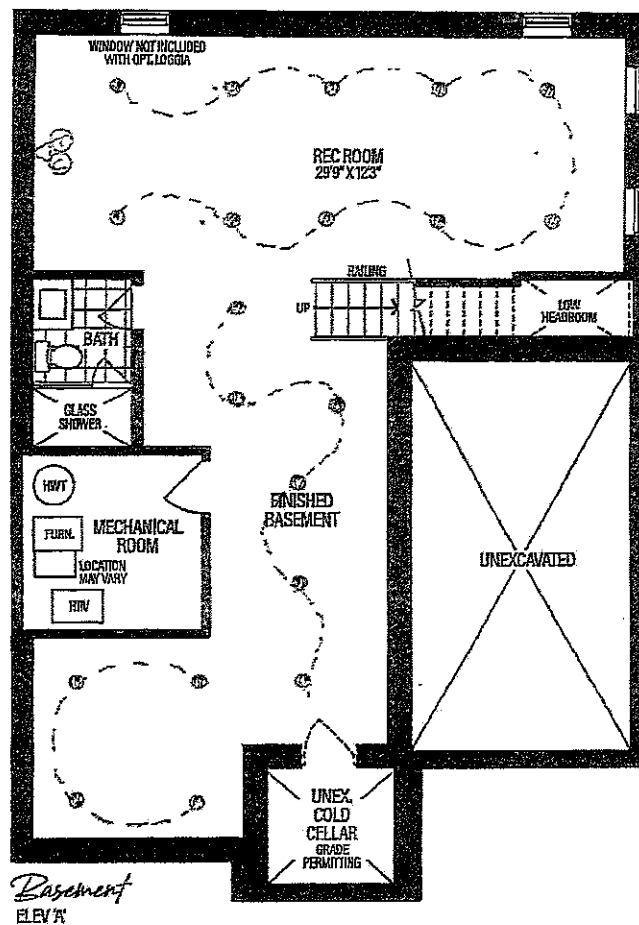 WINDOW NOT INCLUDED
WITH OPT. LOGGIA
REC ROOM
29'9" X 12'3"
RAILING
UP
LOW
HEADROOM
BATH
GLASS
SHOWER
HWT
FURN.
MECHANICAL
ROOM
LOCATION
MAY VARY
HRV
FINISHED
BASEMENT
UNEXCAVATED
UNEX.
COLD
CELLAR
GRADE
PERMITTING
Basement
ELEV 'A'